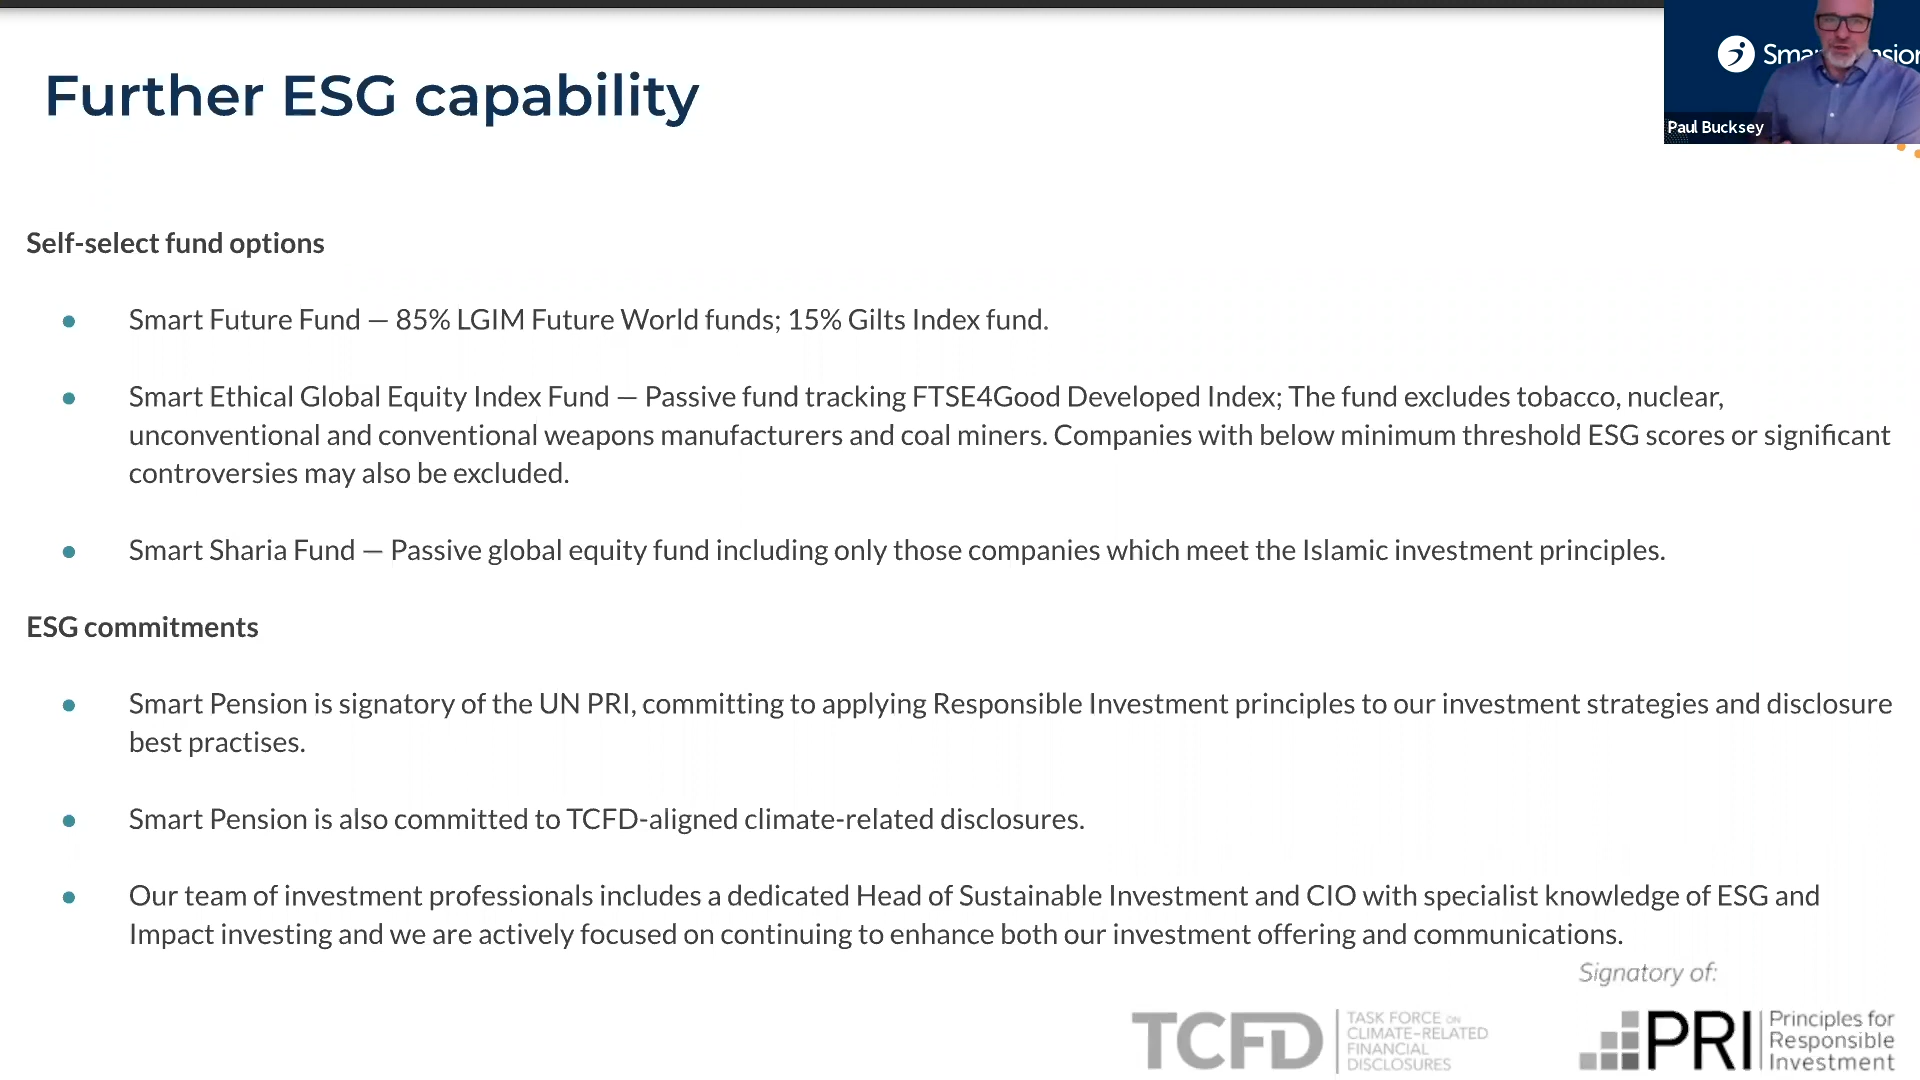 Further ESG capability
Paul Bucksey
Self-select fund options
● Smart Future Fund — 85% LGIM Future World funds; 15% Gilts Index fund.
● Smart Ethical Global Equity Index Fund — Passive fund tracking FTSE4Good Developed Index; The fund excludes tobacco, nuclear,
unconventional and conventional weapons manufacturers and coal miners. Companies with below minimum threshold ESG scores or significant
controversies may also be excluded.
● Smart Sharia Fund — Passive global equity fund including only those companies which meet the Islamic investment principles.
ESG commitments
● Smart Pension is signatory of the UN PRI, committing to applying Responsible Investment principles to our investment strategies and disclosure
best practises.
● Smart Pension is also committed to TCFD-aligned climate-related disclosures.
● Our team of investment professionals includes a dedicated Head of Sustainable Investment and CIO with specialist knowledge of ESG and
Impact investing and we are actively focused on continuing to enhance both our investment offering and communications.
Signatory of:
TCFD
TASK FORCE ON
CLIMATE-RELATED
FINANCIAL
DISCLOSURES
PRI
Principles for
Responsible
Investment